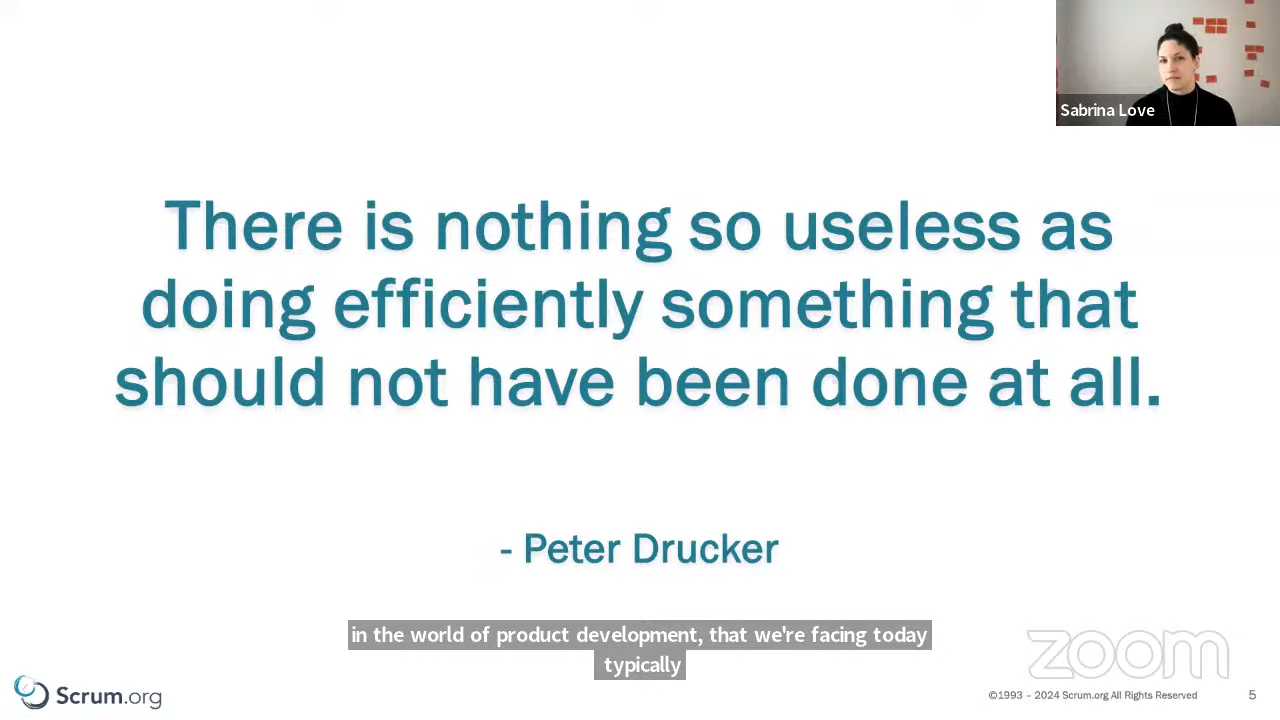 Sabrina Love
There is nothing so useless as
doing efficiently something that
should not have been done at all.
- Peter Drucker
in the world of product development, that we're facing today
typically
zoom
Scrum.org
©1993 – 2024 Scrum.org All Rights Reserved
5